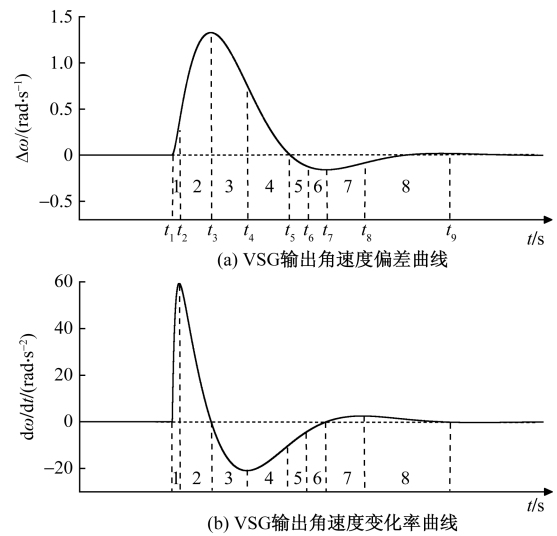 1.5
1.0
0.5
0
−0.5
Δω/(rad·s⁻¹)
1 2 3 4 5 6 7 8
t₁ t₂ t₃ t₄ t₅ t₆ t₇ t₈ t₉ t/s
(a) VSG输出角速度偏差曲线
60
40
20
0
−20
dω/dt/(rad·s⁻²)
1 2 3 4 5 6 7 8
t/s
(b) VSG输出角速度变化率曲线